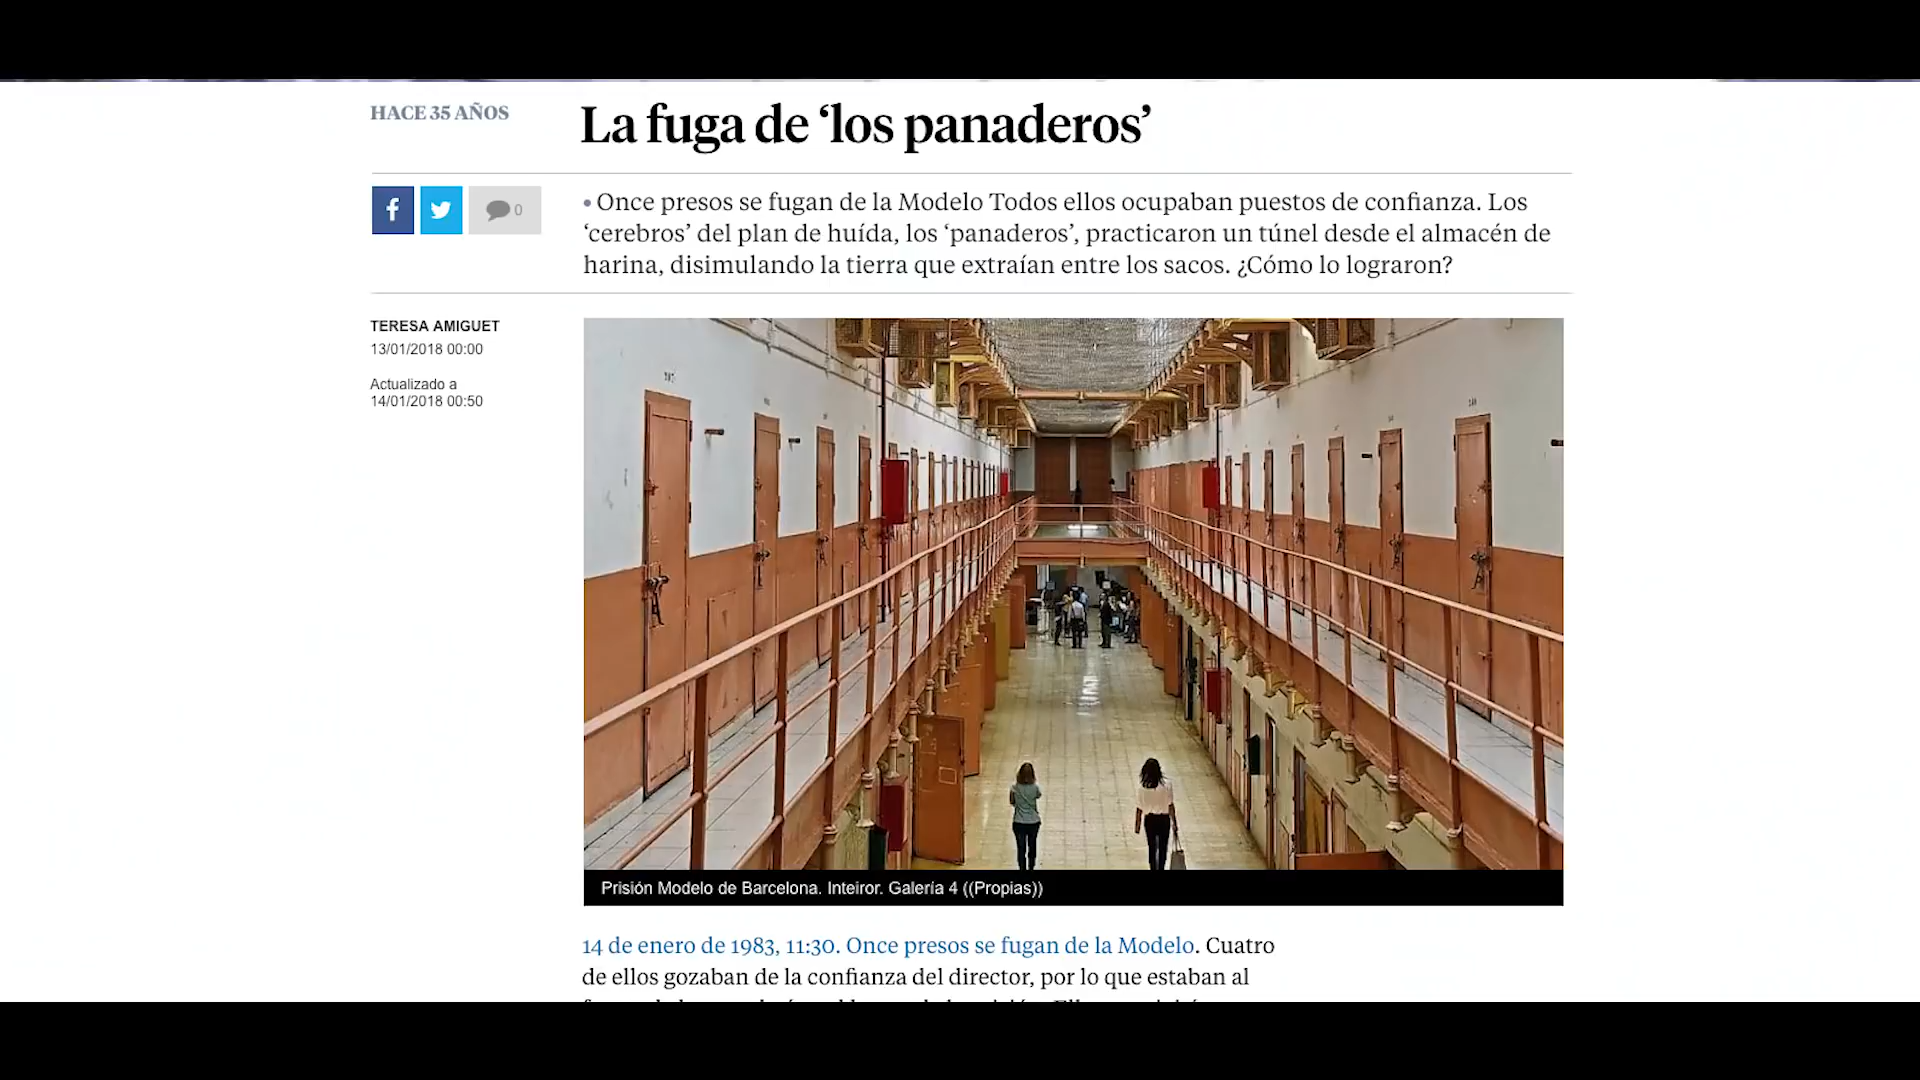 HACE 35 AÑOS
La fuga de ‘los panaderos’
0
• Once presos se fugan de la Modelo Todos ellos ocupaban puestos de confianza. Los
‘cerebros’ del plan de huída, los ‘panaderos’, practicaron un túnel desde el almacén de
harina, disimulando la tierra que extraían entre los sacos. ¿Cómo lo lograron?
TERESA AMIGUET
13/01/2018 00:00
Actualizado a
14/01/2018 00:50
Prisión Modelo de Barcelona. Inteiror. Galería 4 ((Propias))
14 de enero de 1983, 11:30. Once presos se fugan de la Modelo. Cuatro
de ellos gozaban de la confianza del director, por lo que estaban al